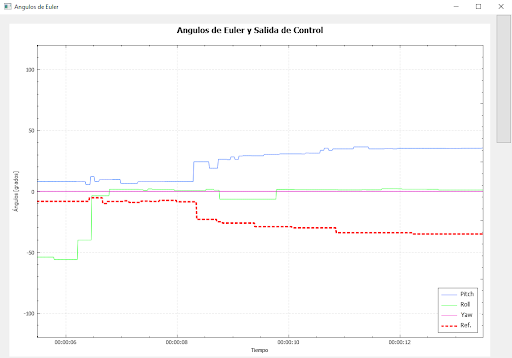 Angulos de Euler
Angulos de Euler y Salida de Control
100
50
0
-50
-100
Ángulos [grados]
00:00:06
00:00:08
00:00:10
00:00:12
Tiempo
Pitch
Roll
Yaw
Ref.